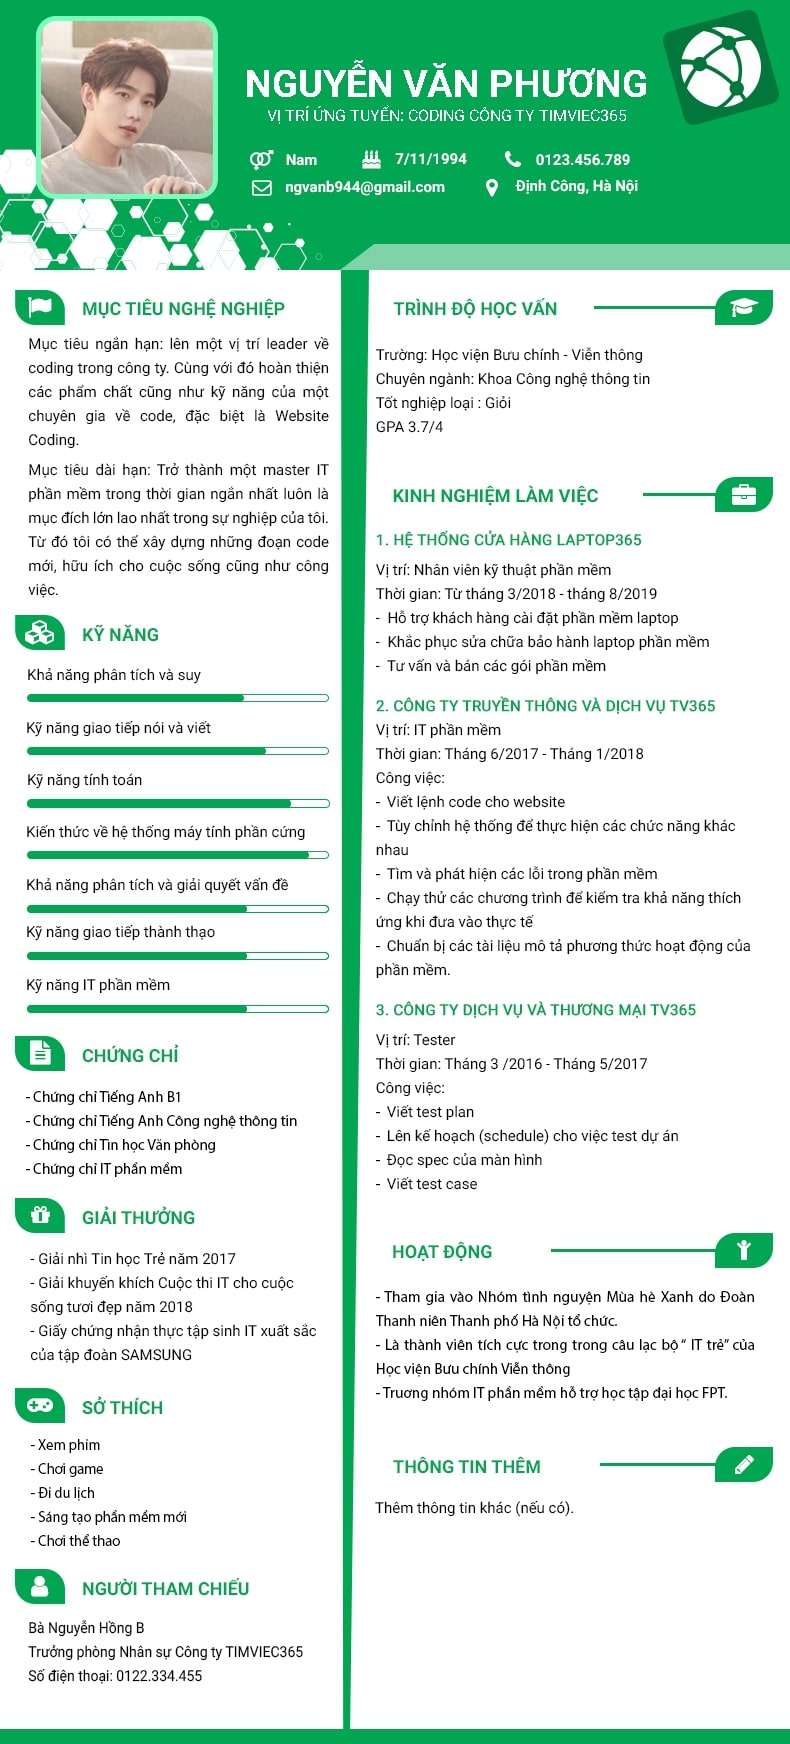 NGUYỄN VĂN PHƯƠNG
VỊ TRÍ ỨNG TUYỂN: CODING CÔNG TY TIMVIEC365
Nam
7/11/1994
0123.456.789
ngvanb944@gmail.com
Định Công, Hà Nội
MỤC TIÊU NGHỀ NGHIỆP
Mục tiêu ngắn hạn: lên một vị trí leader về
coding trong công ty. Cùng với đó hoàn thiện
các phẩm chất cũng như kỹ năng của một
chuyên gia về code, đặc biệt là Website
Coding.
Mục tiêu dài hạn: Trở thành một master IT
phần mềm trong thời gian ngắn nhất luôn là
mục đích lớn lao nhất trong sự nghiệp của tôi.
Từ đó tôi có thể xây dựng những đoạn code
mới, hữu ích cho cuộc sống cũng như công
việc.
KỸ NĂNG
Khả năng phân tích và suy
Kỹ năng giao tiếp nói và viết
Kỹ năng tính toán
Kiến thức về hệ thống máy tính phần cứng
Khả năng phân tích và giải quyết vấn đề
Kỹ năng giao tiếp thành thạo
Kỹ năng IT phần mềm
CHỨNG CHỈ
- Chứng chỉ Tiếng Anh B1
- Chứng chỉ Tiếng Anh Công nghệ thông tin
- Chứng chỉ Tin học Văn phòng
- Chứng chỉ IT phần mềm
GIẢI THƯỞNG
- Giải nhì Tin học Trẻ năm 2017
- Giải khuyến khích Cuộc thi IT cho cuộc
sống tươi đẹp năm 2018
- Giấy chứng nhận thực tập sinh IT xuất sắc
của tập đoàn SAMSUNG
SỞ THÍCH
- Xem phim
- Chơi game
- Đi du lịch
- Sáng tạo phần mềm mới
- Chơi thể thao
NGƯỜI THAM CHIẾU
Bà Nguyễn Hồng B
Trưởng phòng Nhân sự Công ty TIMVIEC365
Số điện thoại: 0122.334.455
TRÌNH ĐỘ HỌC VẤN
Trường: Học viện Bưu chính - Viễn thông
Chuyên ngành: Khoa Công nghệ thông tin
Tốt nghiệp loại : Giỏi
GPA 3.7/4
KINH NGHIỆM LÀM VIỆC
1. HỆ THỐNG CỬA HÀNG LAPTOP365
Vị trí: Nhân viên kỹ thuật phần mềm
Thời gian: Từ tháng 3/2018 - tháng 8/2019
- Hỗ trợ khách hàng cài đặt phần mềm laptop
- Khắc phục sửa chữa bảo hành laptop phần mềm
- Tư vấn và bán các gói phần mềm
2. CÔNG TY TRUYỀN THÔNG VÀ DỊCH VỤ TV365
Vị trí: IT phần mềm
Thời gian: Tháng 6/2017 - Tháng 1/2018
Công việc:
- Viết lệnh code cho website
- Tùy chỉnh hệ thống để thực hiện các chức năng khác
nhau
- Tìm và phát hiện các lỗi trong phần mềm
- Chạy thử các chương trình để kiểm tra khả năng thích
ứng khi đưa vào thực tế
- Chuẩn bị các tài liệu mô tả phương thức hoạt động của
phần mềm.
3. CÔNG TY DỊCH VỤ VÀ THƯƠNG MẠI TV365
Vị trí: Tester
Thời gian: Tháng 3 /2016 - Tháng 5/2017
Công việc:
- Viết test plan
- Lên kế hoạch (schedule) cho việc test dự án
- Đọc spec của màn hình
- Viết test case
HOẠT ĐỘNG
- Tham gia vào Nhóm tình nguyện Mùa hè Xanh do Đoàn
Thanh niên Thanh phố Hà Nội tổ chức.
- Là thành viên tích cực trong trong câu lạc bộ “ IT trẻ” của
Học viện Bưu chính Viễn thông
- Truơng nhóm IT phần mềm hỗ trợ học tập đại học FPT.
THÔNG TIN THÊM
Thêm thông tin khác (nếu có).